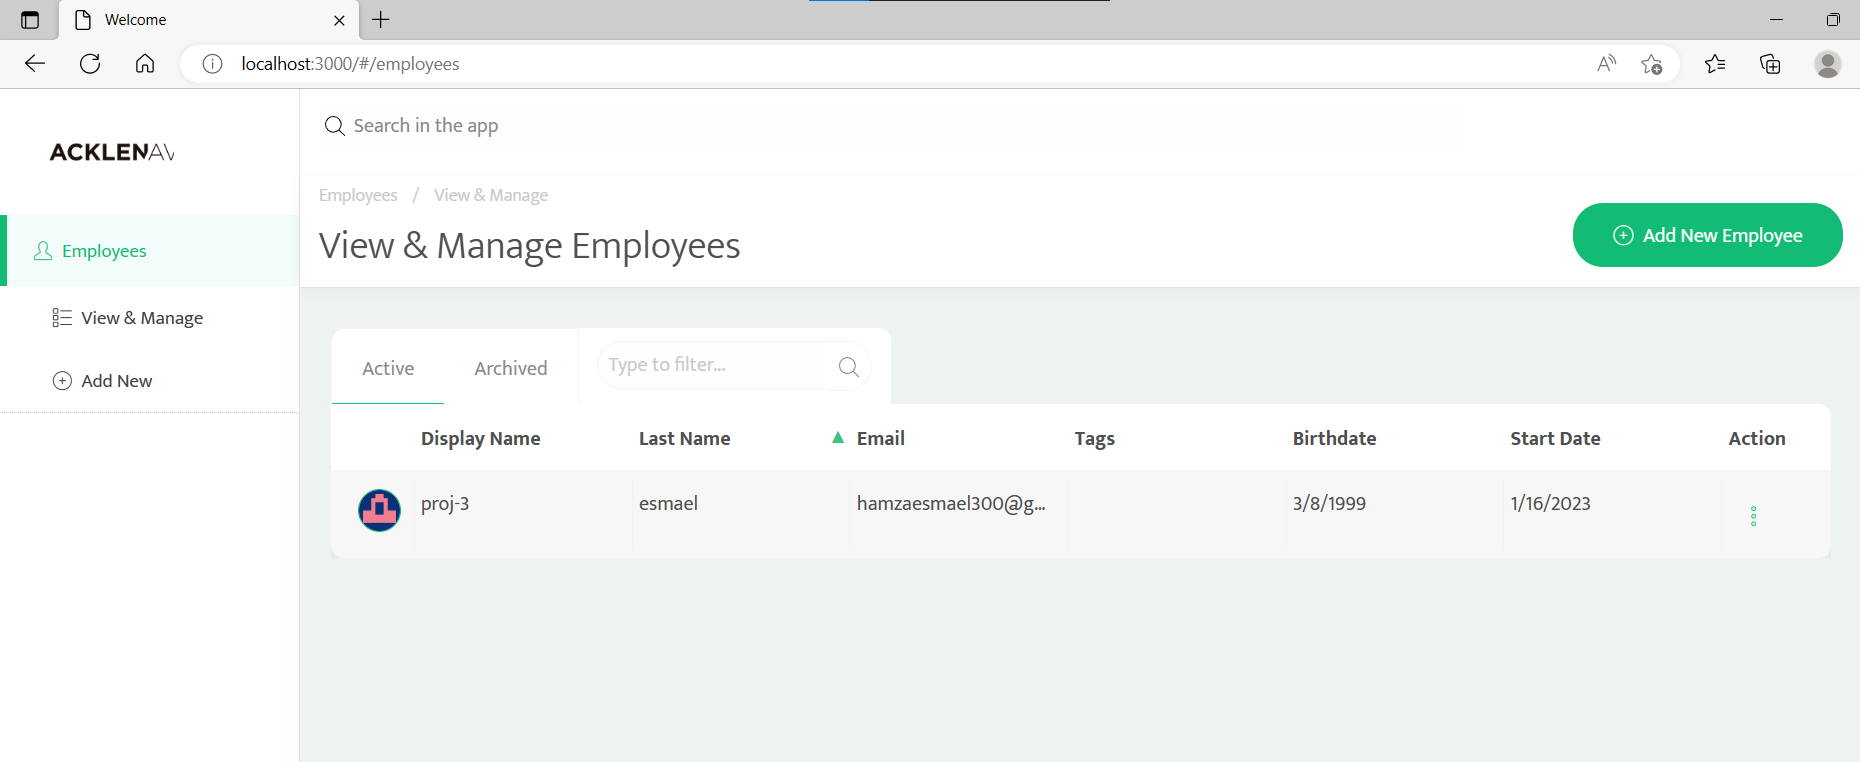 Welcome
localhost:3000/#/employees
ACKLENAV
Search in the app
Employees / View & Manage
View & Manage Employees
Add New Employee
Employees
View & Manage
Add New
Active Archived Type to filter...
Display Name Last Name Email Tags Birthdate Start Date Action
proj-3 esmael hamzaesmael300@g... 3/8/1999 1/16/2023